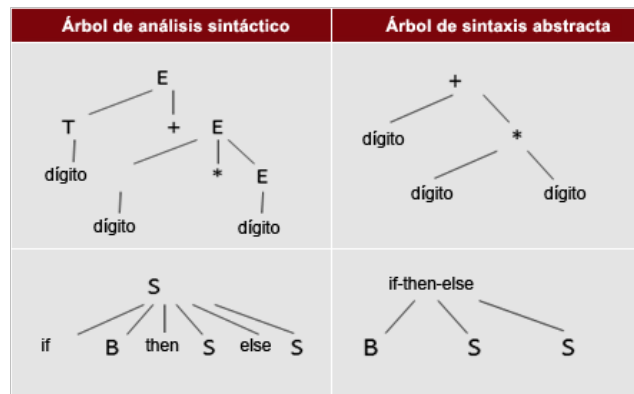 Árbol de análisis sintáctico
Árbol de sintaxis abstracta
E
T + E
dígito * E
dígito dígito
+
dígito *
dígito dígito
S
if B then S else S
if-then-else
B S S